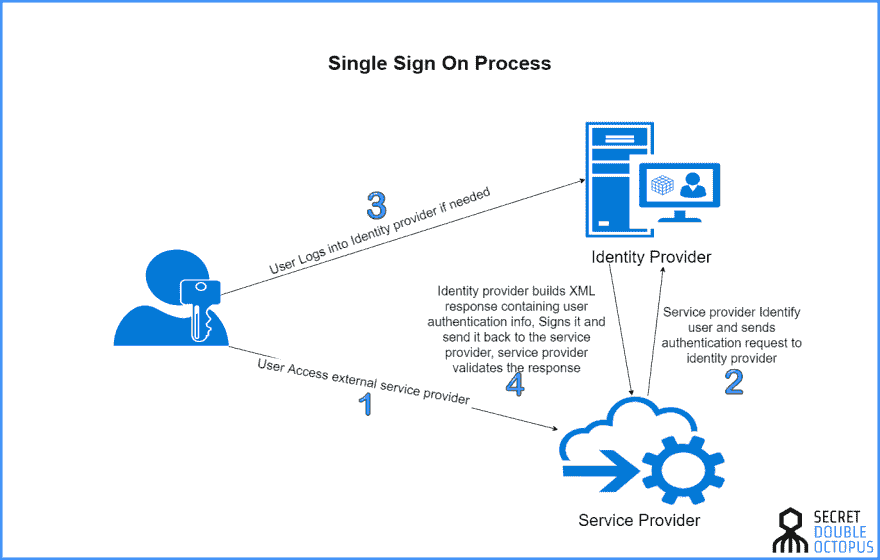 Single Sign On Process
3
User Logs into Identity provider if needed
Identity Provider
Identity provider builds XML
response containing user
authentication info, Signs it and
send it back to the service
provider, service provider
validates the response
4
Service provider Identify
user and sends
authentication request to
identity provider
2
User Access external service provider
1
Service Provider
SECRET
DOUBLE
OCTOPUS